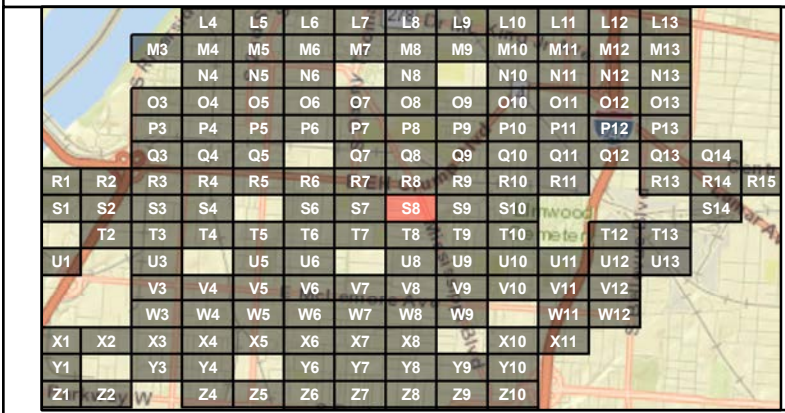 L4 L5 L6 L7 L8 L9 L10 L11 L12 L13
M3 M4 M5 M6 M7 M8 M9 M10 M11 M12 M13
N4 N5 N6 N8 N10 N11 N12 N13
O3 O4 O5 O6 O7 O8 O9 O10 O11 O12 O13
P3 P4 P5 P6 P7 P8 P9 P10 P11 P12 P13
Q3 Q4 Q5 Q7 Q8 Q9 Q10 Q11 Q12 Q13 Q14
R1 R2 R3 R4 R5 R6 R7 R8 R9 R10 R11 R13 R14 R15
S1 S2 S3 S4 S6 S7 S8 S9 S10 S14
T2 T3 T4 T5 T6 T7 T8 T9 T10 T12 T13
U1 U3 U5 U6 U8 U9 U10 U11 U12 U13
V3 V4 V5 V6 V7 V8 V9 V10 V11 V12
W3 W4 W5 W6 W7 W8 W9 W11 W12
X1 X2 X3 X4 X5 X6 X7 X8 X10 X11
Y1 Y3 Y4 Y6 Y7 Y8 Y9 Y10
Z1 Z2 Z4 Z5 Z6 Z7 Z8 Z9 Z10